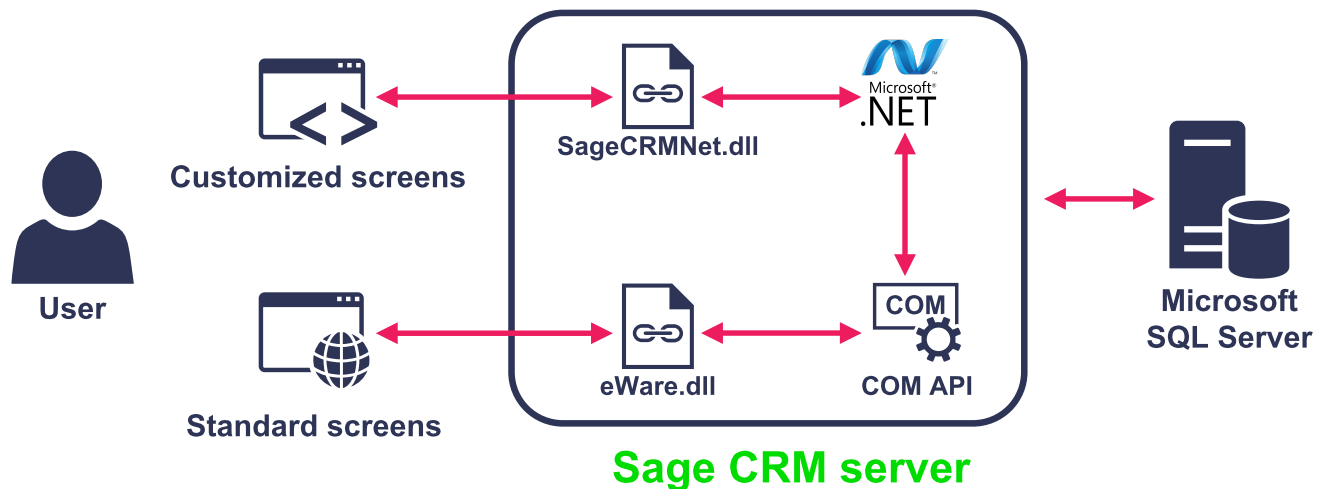 Microsoft®
.NET
SageCRMNet.dll
Customized screens
User
COM
Microsoft
SQL Server
eWare.dll
COM API
Standard screens
Sage CRM server